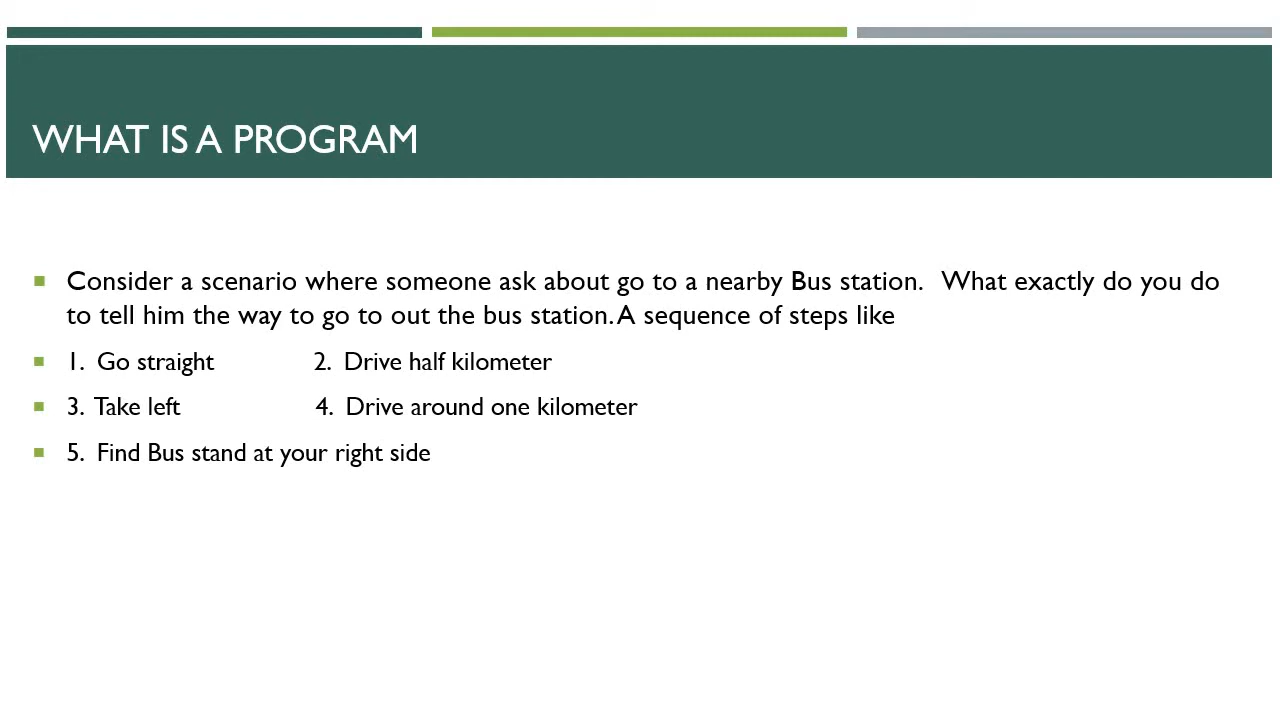 WHAT IS A PROGRAM
Consider a scenario where someone ask about go to a nearby Bus station. What exactly do you do
to tell him the way to go to out the bus station. A sequence of steps like
1. Go straight 2. Drive half kilometer
3. Take left 4. Drive around one kilometer
5. Find Bus stand at your right side